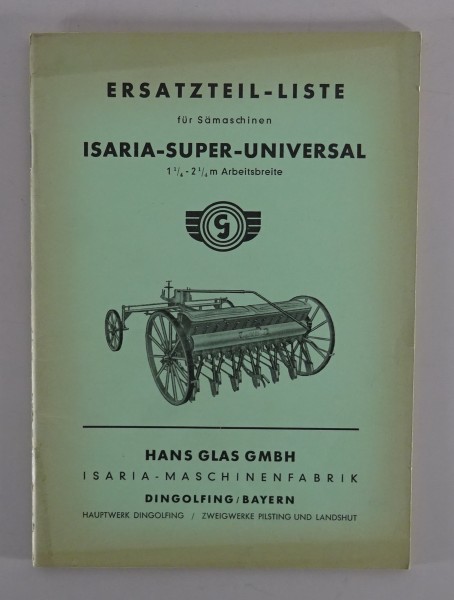 ERSATZTEIL-LISTE
für Sämaschinen
ISARIA-SUPER-UNIVERSAL
1 3/4 - 2 1/4 m Arbeitsbreite
G
HANS GLAS GMBH
ISARIA-MASCHINENFABRIK
DINGOLFING/BAYERN
HAUPTWERK DINGOLFING / ZWEIGWERKE PILSTING UND LANDSHUT